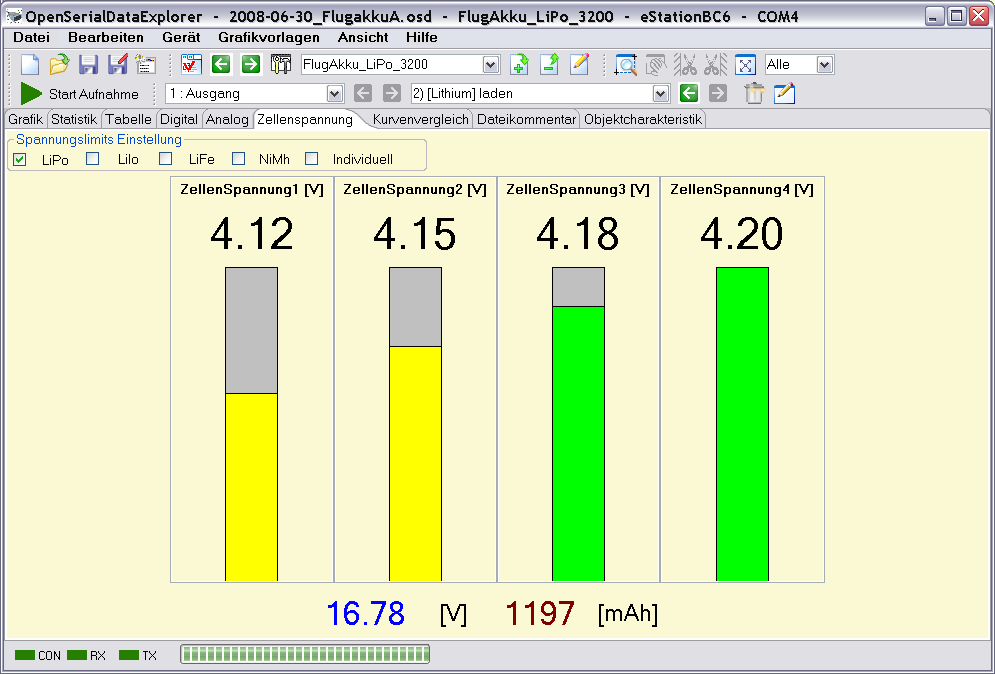 OpenSerialDataExplorer - 2008-06-30_FlugakkuA.osd - FlugAkku_LiPo_3200 - eStationBC6 - COM4
Datei Bearbeiten Gerät Grafikvorlagen Ansicht Hilfe
FlugAkku_LiPo_3200 Alle
Start Aufnahme 1 : Ausgang 2) [Lithium] laden
Grafik Statistik Tabelle Digital Analog Zellenspannung Kurvenvergleich Dateikommentar Objektcharakteristik
Spannungslimits Einstellung
LiPo LiIo LiFe NiMh Individuell
ZellenSpannung1 [V] ZellenSpannung2 [V] ZellenSpannung3 [V] ZellenSpannung4 [V]
4.12 4.15 4.18 4.20
16.78 [V] 1197 [mAh]
CON RX TX